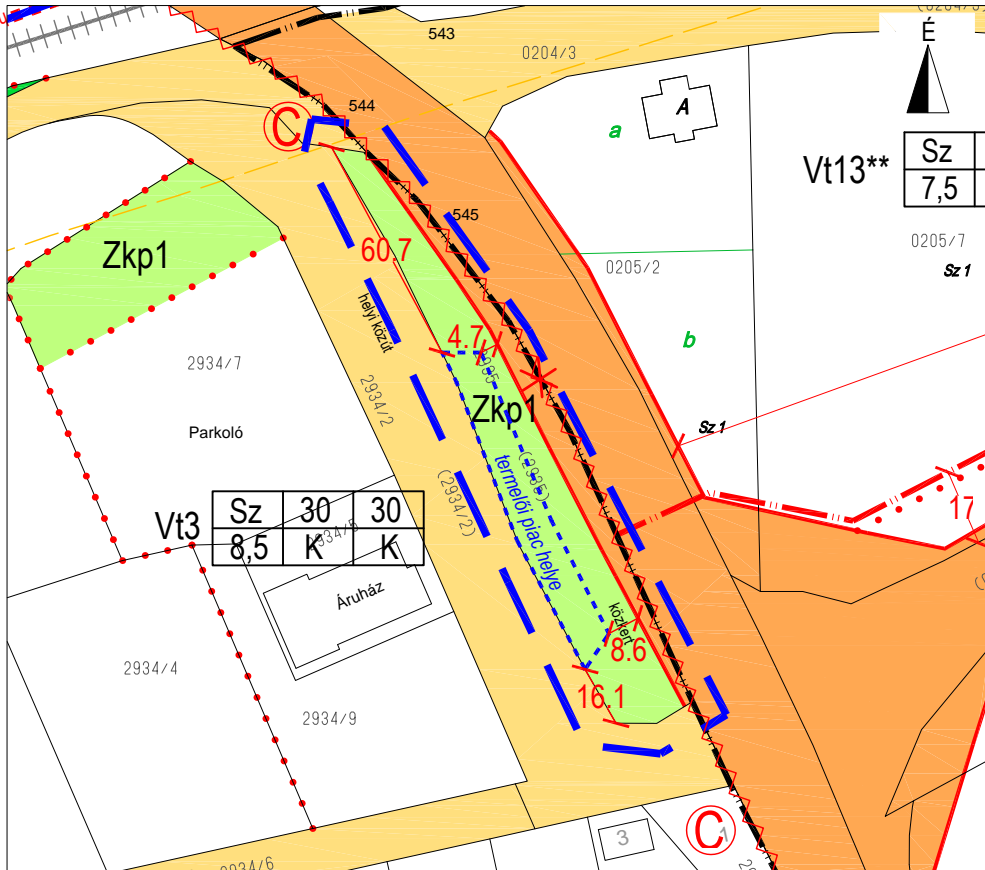 543
0204/3
É
C
544
A
a
Vt13**
Sz
7,5
545
Zkp1
60.7
0205/7
0205/2
Sz 1
helyi közút
b
4.7
2934/7
2934/2
Zkp1
Parkoló
Sz 1
(2935)
termelői piac helye
(2934/2)
17
Vt3
Sz 30 30
8,5 K K
Áruház
közkert
8.6
2934/4
16.1
2934/9
C
1
3
2934/6